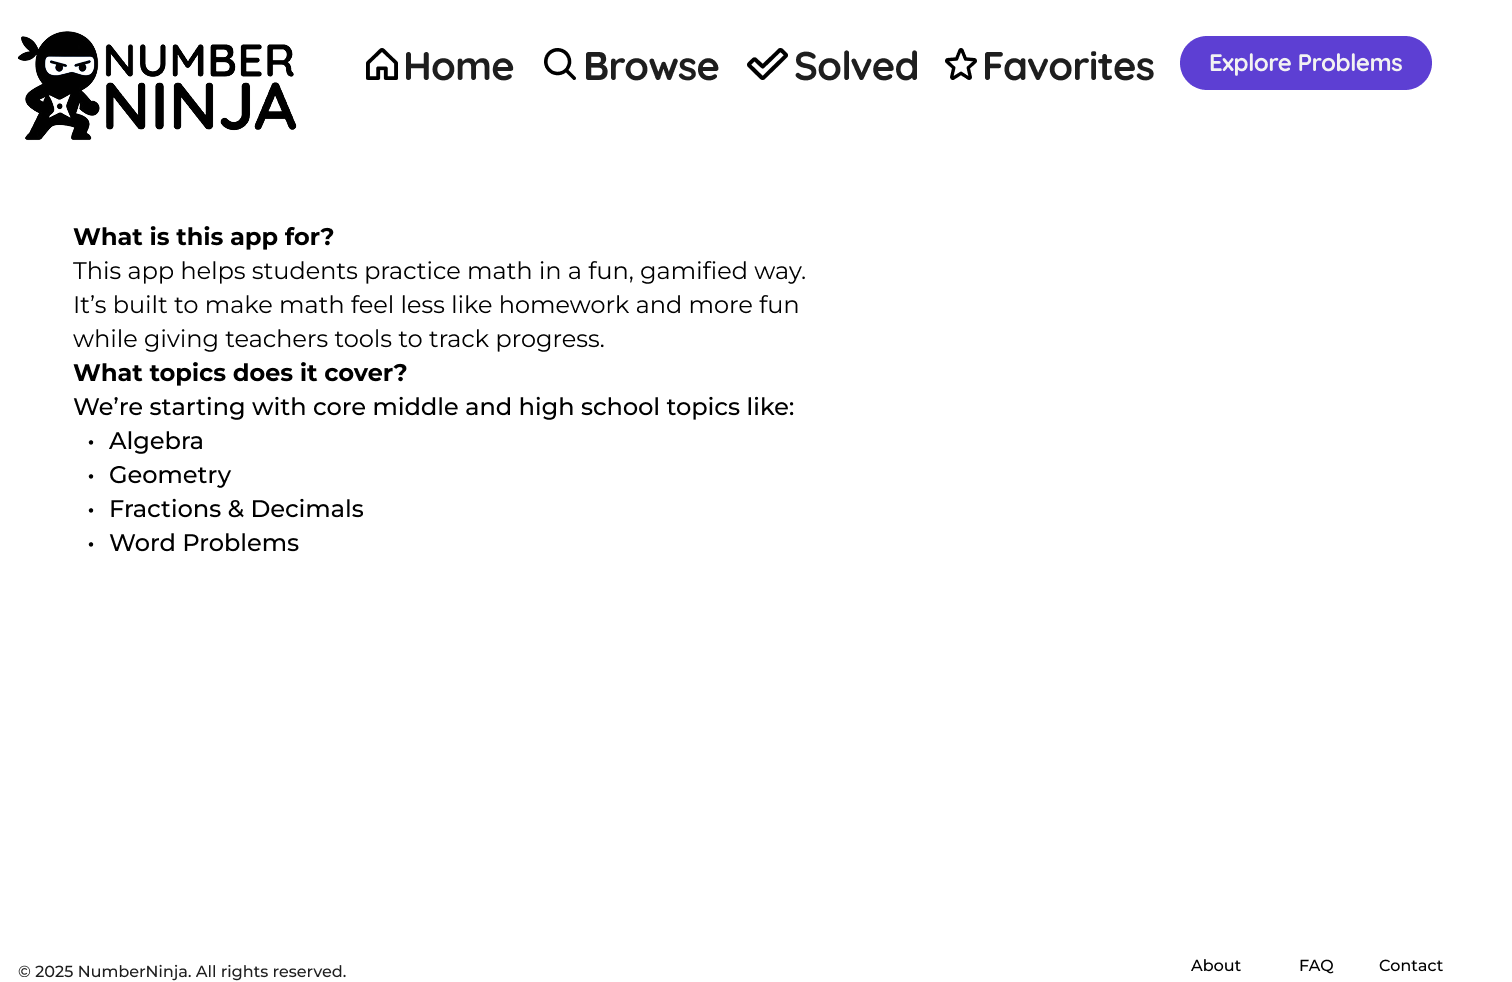 NUMBER
NINJA
Home Browse Solved Favorites Explore Problems
What is this app for?
This app helps students practice math in a fun, gamified way.
It’s built to make math feel less like homework and more fun
while giving teachers tools to track progress.
What topics does it cover?
We’re starting with core middle and high school topics like:
• Algebra
• Geometry
• Fractions & Decimals
• Word Problems
© 2025 NumberNinja. All rights reserved.
About FAQ Contact